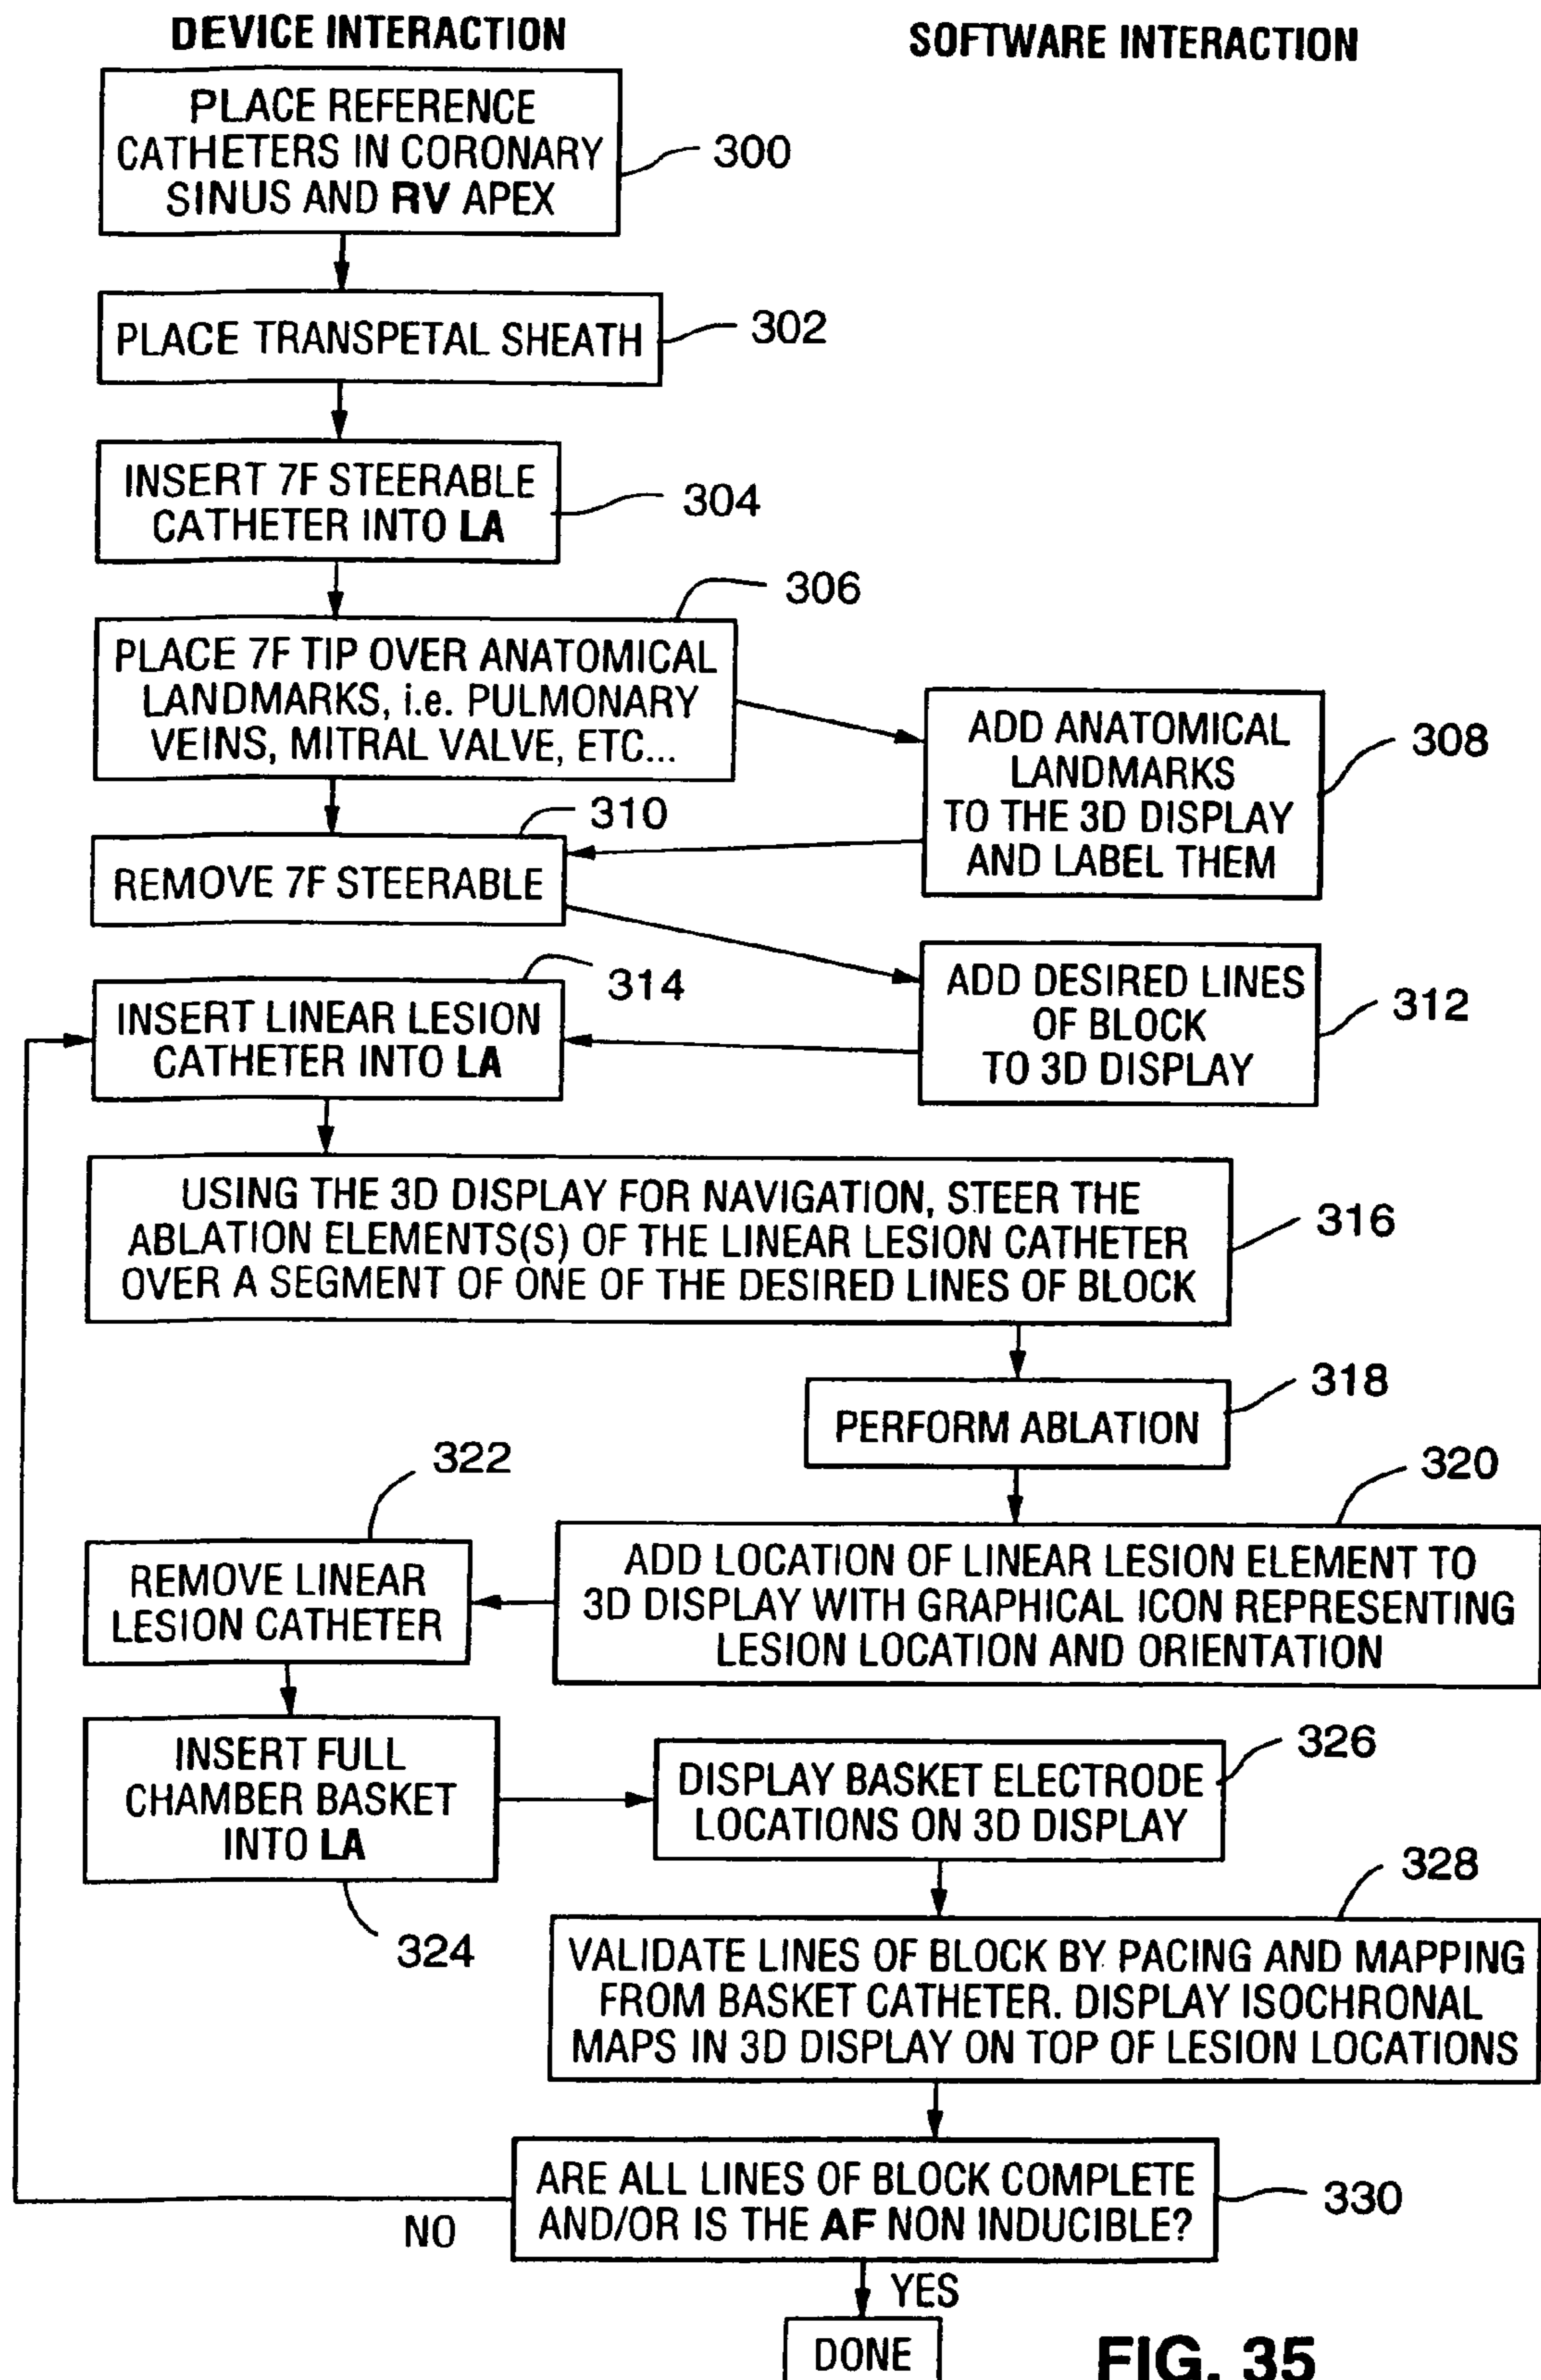 DEVICE INTERACTION
SOFTWARE INTERACTION
PLACE REFERENCE
CATHETERS IN CORONARY
SINUS AND RV APEX
300
PLACE TRANSPETAL SHEATH
302
INSERT 7F STEERABLE
CATHETER INTO LA
304
306
PLACE 7F TIP OVER ANATOMICAL
LANDMARKS, i.e. PULMONARY
VEINS, MITRAL VALVE, ETC...
ADD ANATOMICAL
LANDMARKS
TO THE 3D DISPLAY
AND LABEL THEM
308
310
REMOVE 7F STEERABLE
ADD DESIRED LINES
OF BLOCK
TO 3D DISPLAY
312
314
INSERT LINEAR LESION
CATHETER INTO LA
USING THE 3D DISPLAY FOR NAVIGATION, STEER THE
ABLATION ELEMENTS(S) OF THE LINEAR LESION CATHETER
OVER A SEGMENT OF ONE OF THE DESIRED LINES OF BLOCK
316
PERFORM ABLATION
318
320
ADD LOCATION OF LINEAR LESION ELEMENT TO
3D DISPLAY WITH GRAPHICAL ICON REPRESENTING
LESION LOCATION AND ORIENTATION
322
REMOVE LINEAR
LESION CATHETER
INSERT FULL
CHAMBER BASKET
INTO LA
324
DISPLAY BASKET ELECTRODE
LOCATIONS ON 3D DISPLAY
326
328
VALIDATE LINES OF BLOCK BY PACING AND MAPPING
FROM BASKET CATHETER. DISPLAY ISOCHRONAL
MAPS IN 3D DISPLAY ON TOP OF LESION LOCATIONS
ARE ALL LINES OF BLOCK COMPLETE
AND/OR IS THE AF NON INDUCIBLE?
330
NO
YES
DONE
FIG. 35